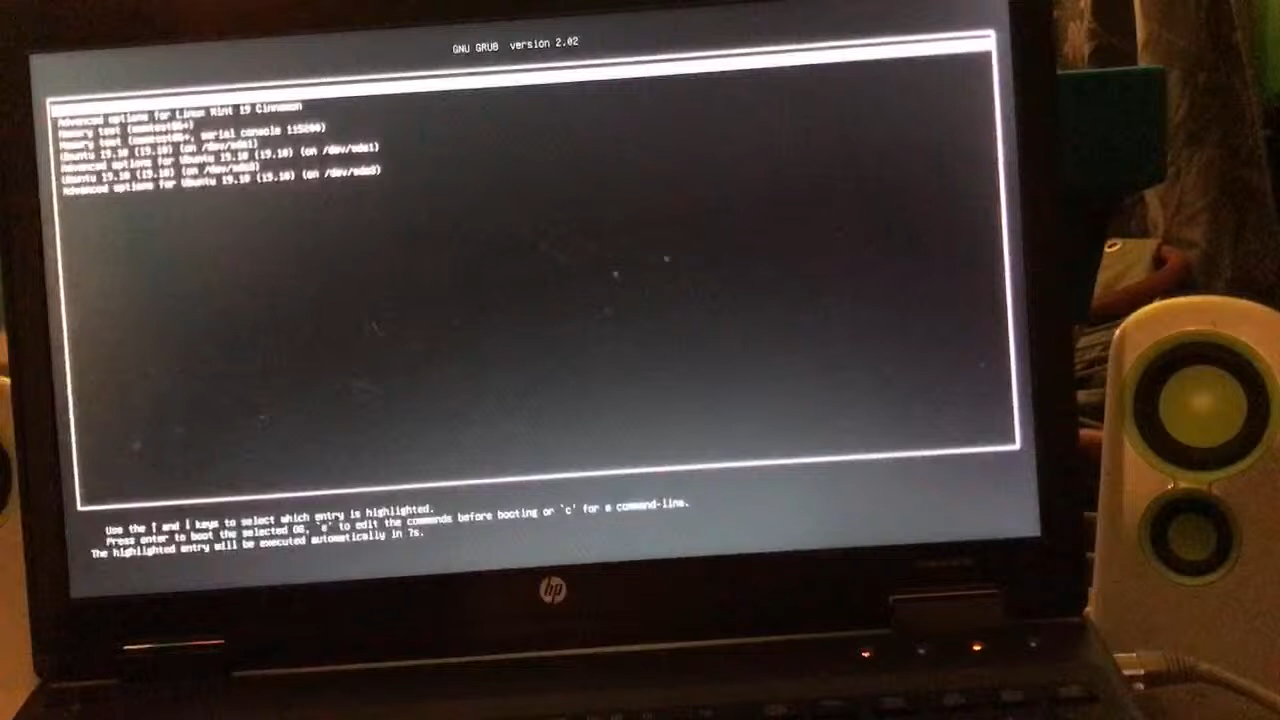 GNU GRUB version 2.02
Advanced options for Linux Mint 19 Cinnamon
Memory test (memtest86+)
Memory test (memtest86+, serial console 115200)
Ubuntu 19.10 (19.10) (on /dev/sda1)
Advanced options for Ubuntu 19.10 (19.10) (on /dev/sda1)
Ubuntu 19.10 (19.10) (on /dev/sda3)
Advanced options for Ubuntu 19.10 (19.10) (on /dev/sda3)
Use the ↑ and ↓ keys to select which entry is highlighted.
Press enter to boot the selected OS, `e' to edit the commands before booting or `c' for a command-line.
The highlighted entry will be executed automatically in 7s.
hp